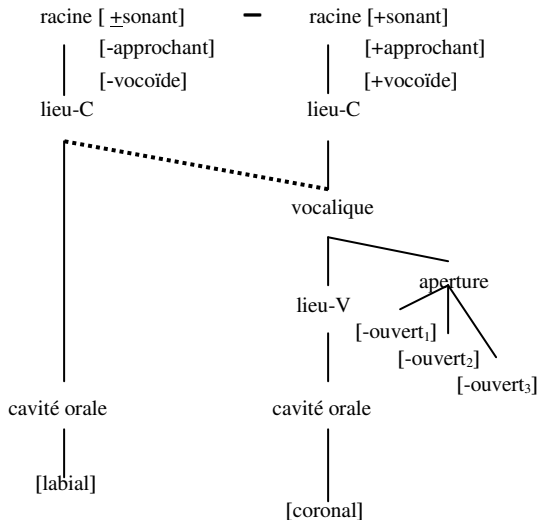 racine [ ±sonant] – racine [+sonant]
[-approchant] [+approchant]
[-vocoïde] [+vocoïde]
lieu-C lieu-C
vocalique
aperture
lieu-V
[-ouvert₁]
[-ouvert₂]
[-ouvert₃]
cavité orale cavité orale
[labial]
[coronal]